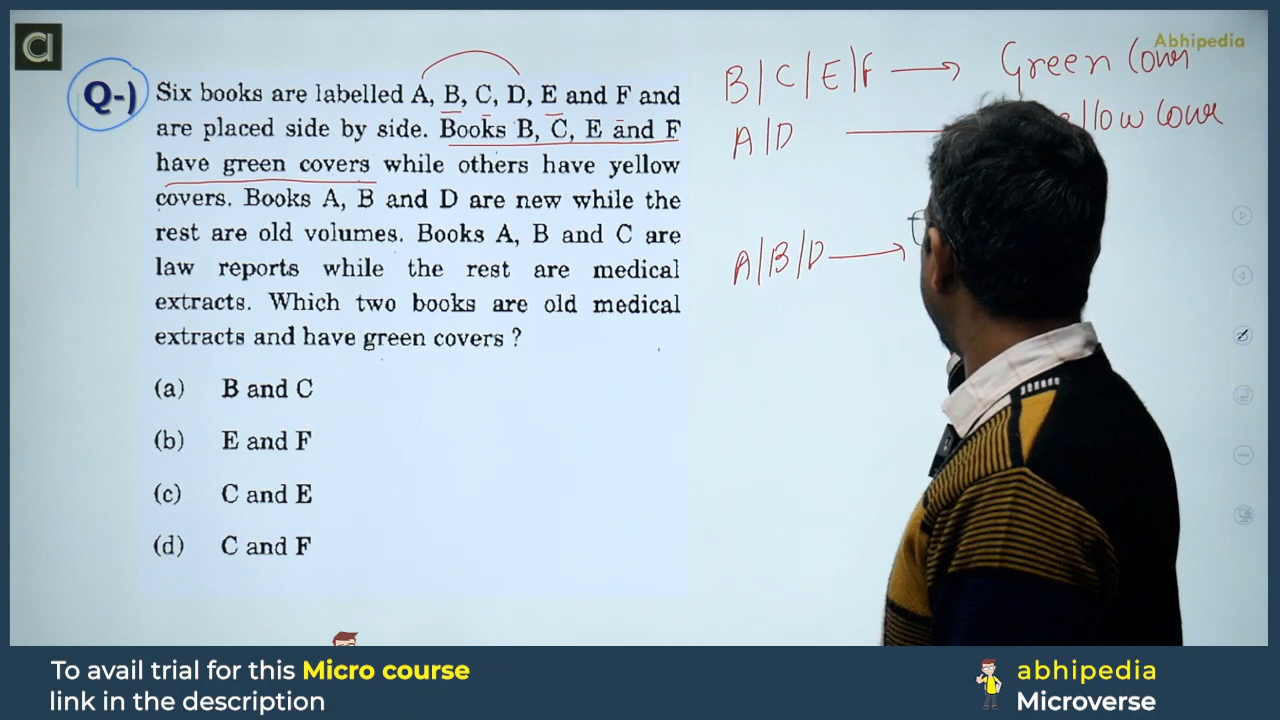 Abhipedia
Q-) Six books are labelled A, B, C, D, E and F and
are placed side by side. Books B, C, E and F
have green covers while others have yellow
covers. Books A, B and D are new while the
rest are old volumes. Books A, B and C are
law reports while the rest are medical
extracts. Which two books are old medical
extracts and have green covers ?
(a) B and C
(b) E and F
(c) C and E
(d) C and F
B/C/E/F → Green Cover
A/D ellow Cover
A/B/D →
To avail trial for this Micro course
link in the description
abhipedia
Microverse